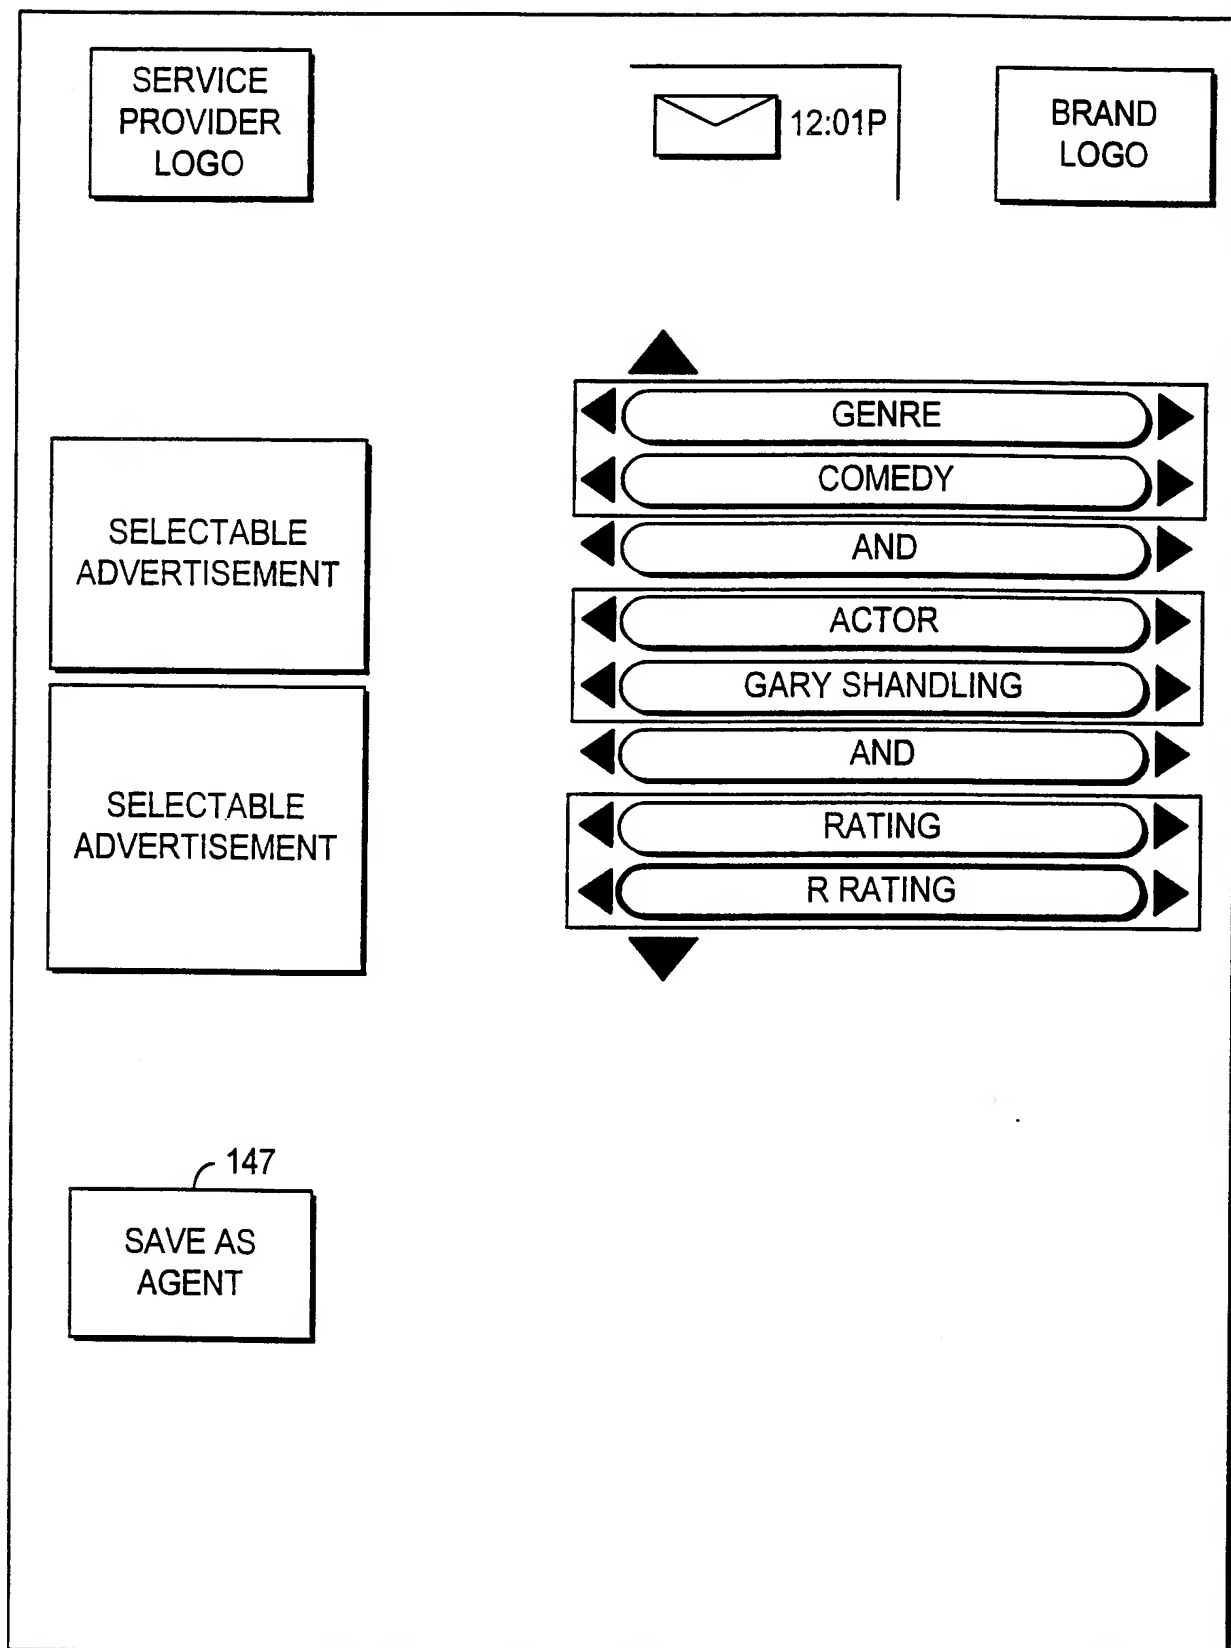 SERVICE
PROVIDER
LOGO
12:01P
BRAND
LOGO
GENRE
COMEDY
AND
ACTOR
GARY SHANDLING
AND
RATING
R RATING
SELECTABLE
ADVERTISEMENT
SELECTABLE
ADVERTISEMENT
147
SAVE AS
AGENT